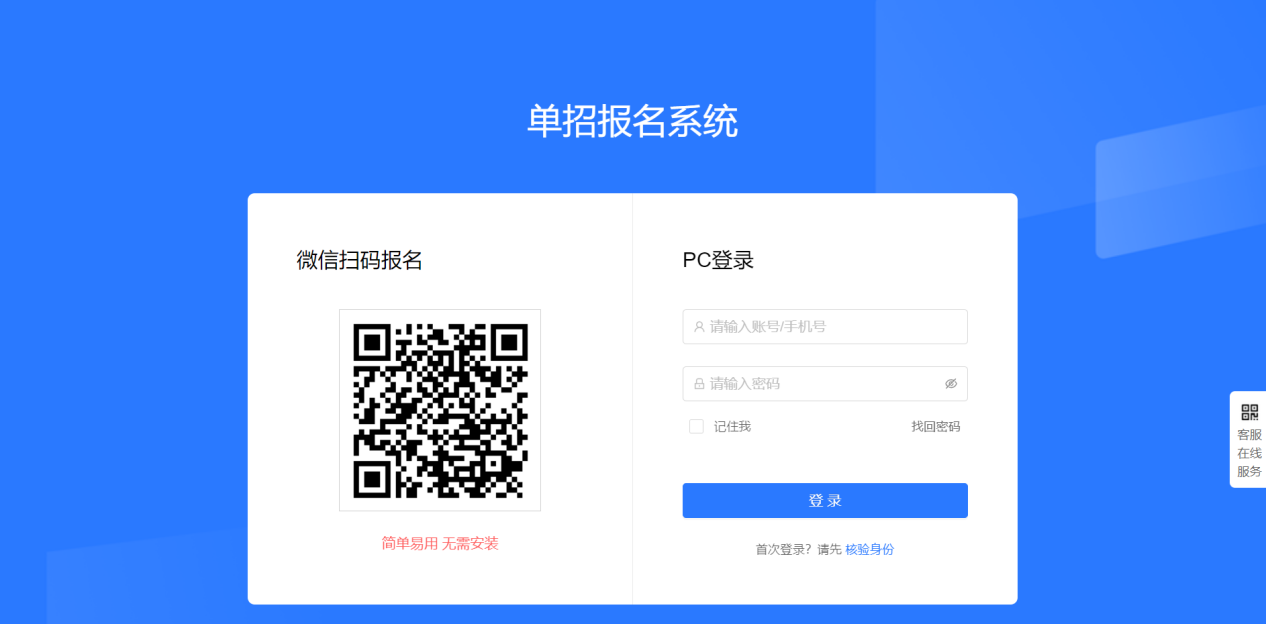 单招报名系统
微信扫码报名
简单易用 无需安装
PC登录
请输入账号/手机号
请输入密码
记住我
找回密码
登 录
首次登录？请先 核验身份
客服
在线
服务